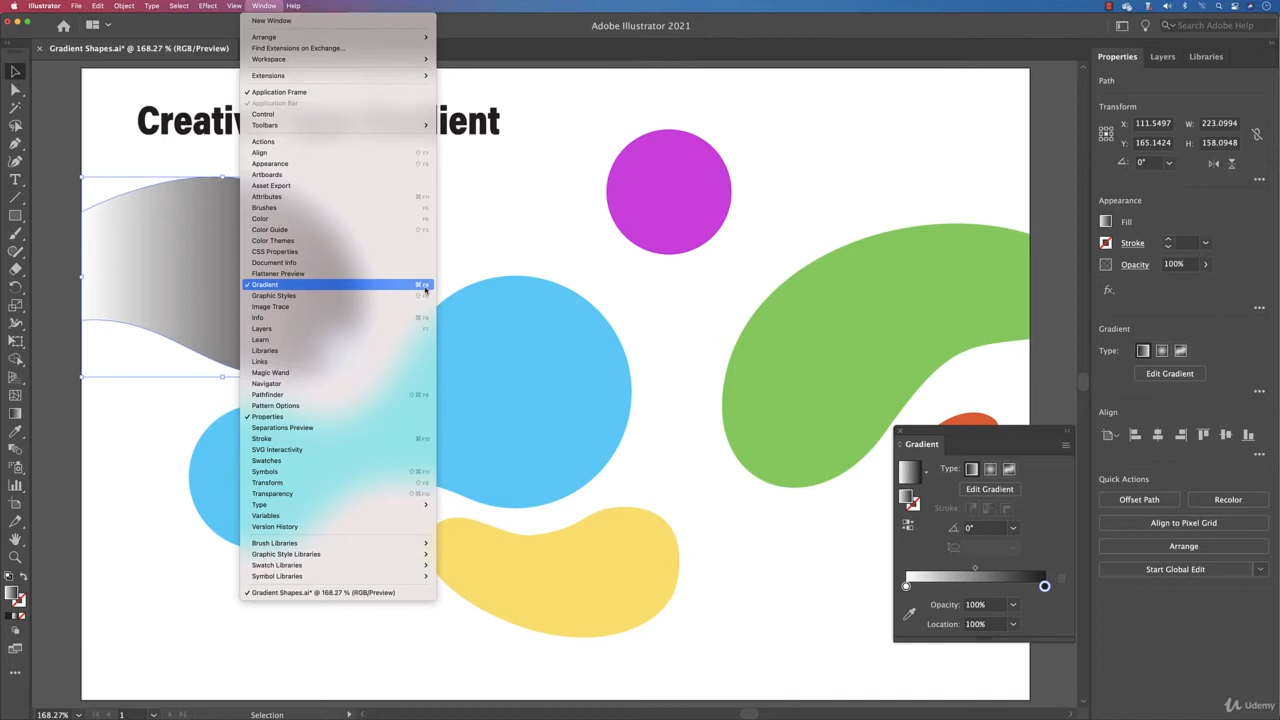 Illustrator File Edit Object Type Select Effect View Window Help
Adobe Illustrator 2021
Search Adobe Help
Gradient Shapes.ai* @ 168.27 % (RGB/Preview)
New Window
Arrange
Find Extensions on Exchange...
Workspace
Extensions
Application Frame
Application Bar
Control
Toolbars
Actions
Align
Appearance
Artboards
Asset Export
Attributes
Brushes
Color
Color Guide
Color Themes
CSS Properties
Document Info
Flattener Preview
Gradient
Graphic Styles
Image Trace
Info
Layers
Learn
Libraries
Links
Magic Wand
Navigator
Pathfinder
Pattern Options
Properties
Separations Preview
Stroke
SVG Interactivity
Swatches
Symbols
Transform
Transparency
Type
Variables
Version History
Brush Libraries
Graphic Style Libraries
Swatch Libraries
Symbol Libraries
Gradient Shapes.ai* @ 168.27 % (RGB/Preview)
Creativ ient
Properties Layers Libraries
Path
Transform
X: 111.5497 W: 223.0994
Y: 165.1424 H: 158.0948
0°
Appearance
Fill
Stroke
Opacity 100%
fx.
Gradient
Type:
Edit Gradient
Align
Quick Actions
Offset Path Recolor
Align to Pixel Grid
Arrange
Start Global Edit
Gradient
Type:
Edit Gradient
Stroke:
0°
Opacity: 100%
Location: 100%
168.27% 1 Selection
Udemy